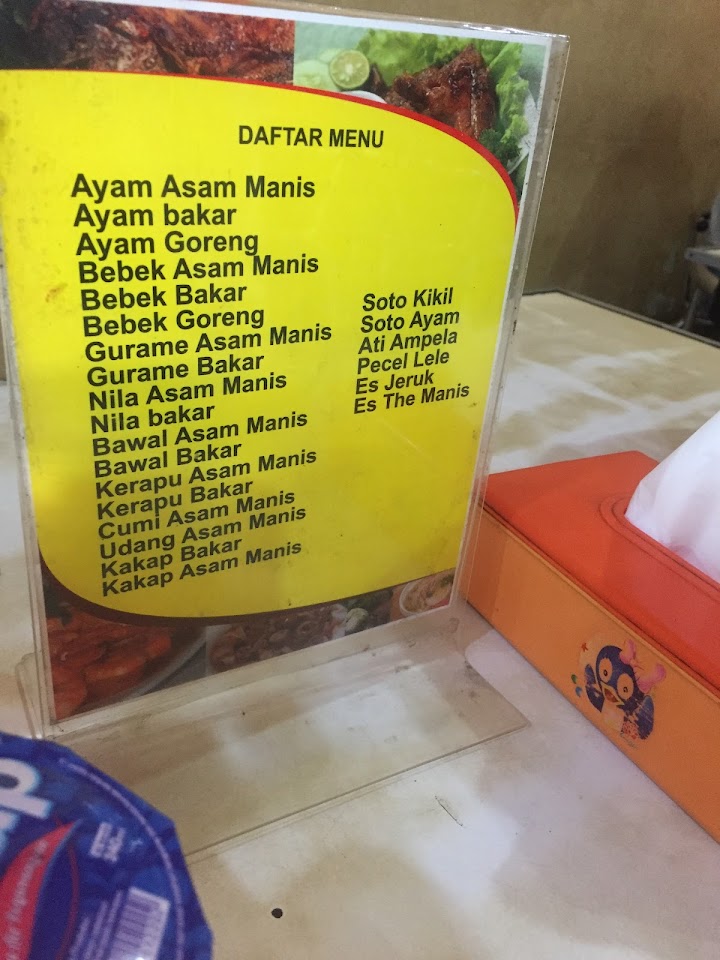 DAFTAR MENU
Ayam Asam Manis
Ayam bakar
Ayam Goreng
Bebek Asam Manis
Bebek Bakar
Bebek Goreng
Gurame Asam Manis
Gurame Bakar
Nila Asam Manis
Nila bakar
Bawal Asam Manis
Bawal Bakar
Kerapu Asam Manis
Kerapu Bakar
Cumi Asam Manis
Udang Asam Manis
Kakap Bakar
Kakap Asam Manis
Soto Kikil
Soto Ayam
Ati Ampela
Pecel Lele
Es Jeruk
Es The Manis